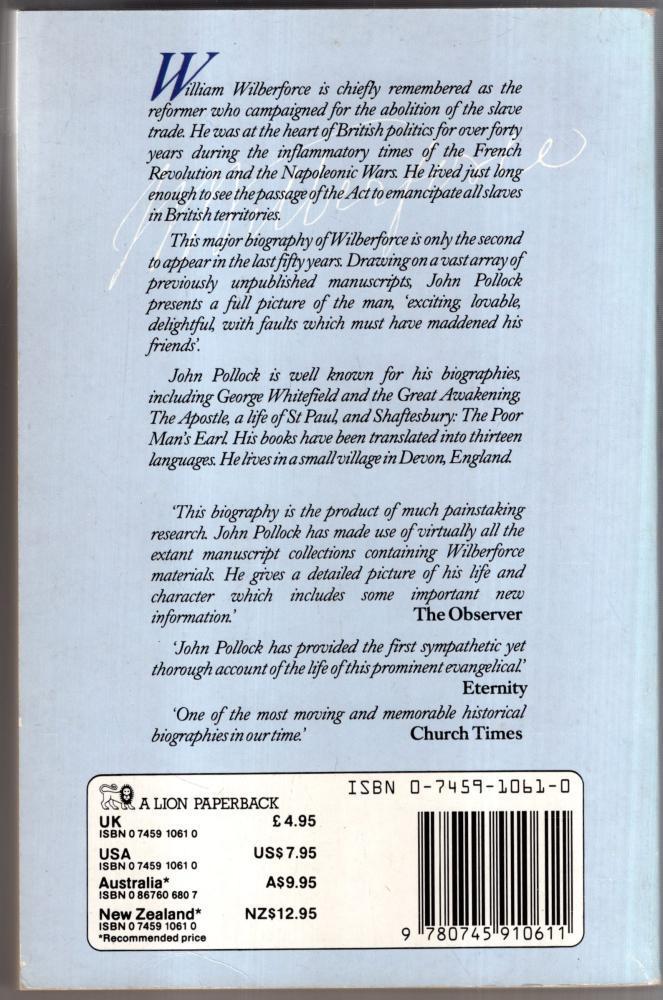 William Wilberforce is chiefly remembered as the
reformer who campaigned for the abolition of the slave
trade. He was at the heart of British politics for over forty
years during the inflammatory times of the French
Revolution and the Napoleonic Wars. He lived just long
enough to see the passage of the Act to emancipate all slaves
in British territories.
This major biography of Wilberforce is only the second
to appear in the last fifty years. Drawing on a vast array of
previously unpublished manuscripts, John Pollock
presents a full picture of the man, 'exciting, lovable,
delightful, with faults which must have maddened his
friends'.
John Pollock is well known for his biographies,
including George Whitefield and the Great Awakening,
The Apostle, a life of St Paul, and Shaftesbury: The Poor
Man's Earl. His books have been translated into thirteen
languages. He lives in a small village in Devon, England.
'This biography is the product of much painstaking
research. John Pollock has made use of virtually all the
extant manuscript collections containing Wilberforce
materials. He gives a detailed picture of his life and
character which includes some important new
information.' The Observer
'John Pollock has provided the first sympathetic yet
thorough account of the life of this prominent evangelical.'
Eternity
'One of the most moving and memorable historical
biographies in our time.' Church Times
A LION PAPERBACK
UK £4.95
ISBN 0 7459 1061 0
USA US$7.95
ISBN 0 7459 1061 0
Australia* A$9.95
ISBN 0 86760 680 7
New Zealand* NZ$12.95
ISBN 0 7459 1061 0
*Recommended price
ISBN 0-7459-1061-0
9 780745 910611